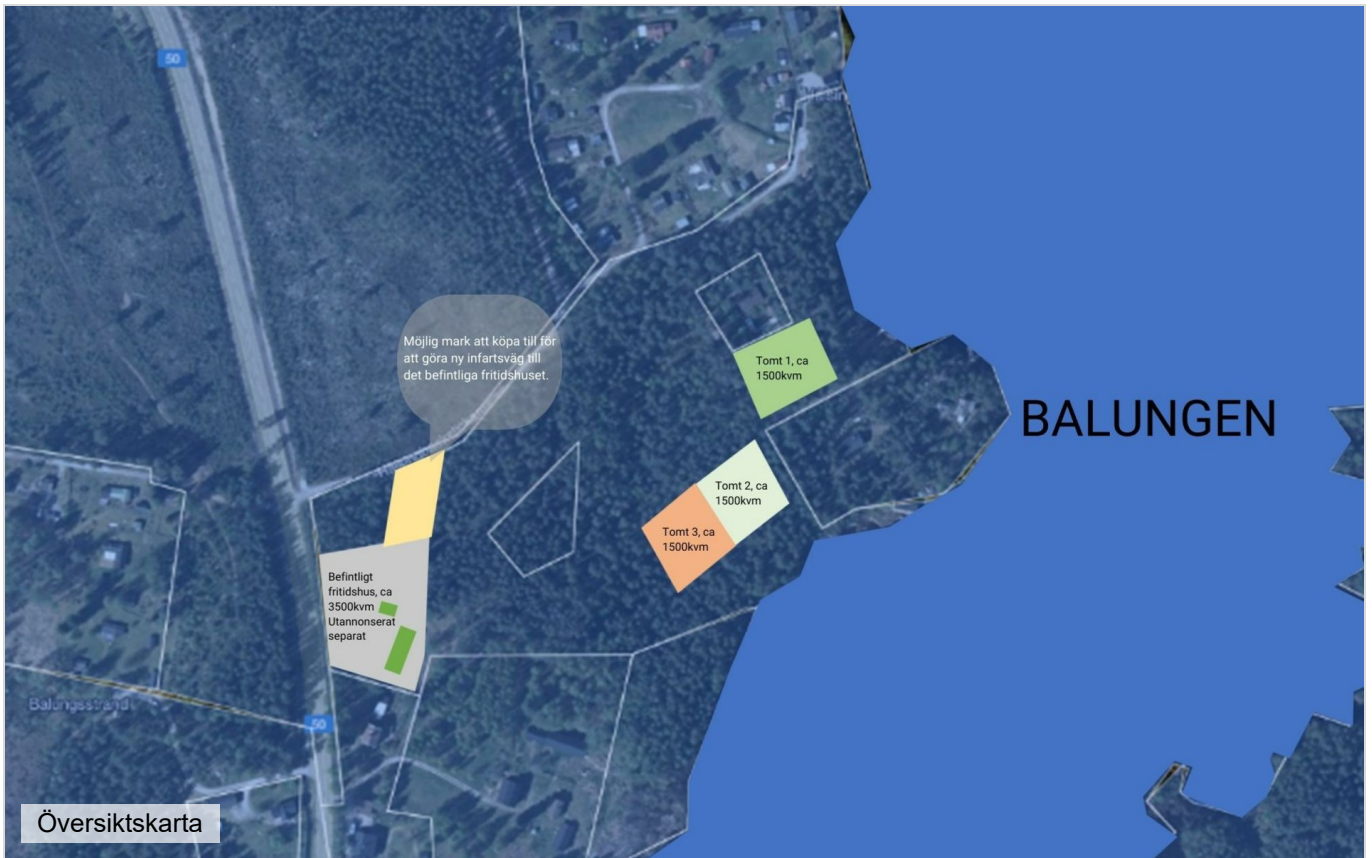 50
Möjlig mark att köpa till för
att göra ny infartsväg till
det befintliga fritidshuset.
Tomt 1, ca
1500kvm
BALUNGEN
Tomt 2, ca
1500kvm
Tomt 3, ca
1500kvm
Befintligt
fritidshus, ca
3500kvm
Utannonserat
separat
Balungsstrand
50
Översiktskarta